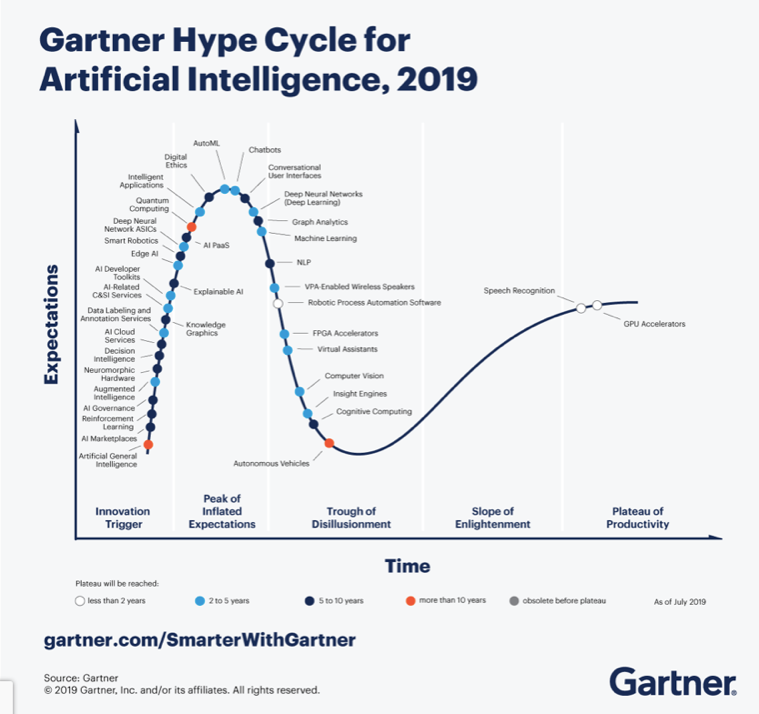 Gartner Hype Cycle for
Artificial Intelligence, 2019
Expectations
AutoML
Chatbots
Digital
Ethics
Conversational
User Interfaces
Intelligent
Applications
Deep Neural Networks
(Deep Learning)
Quantum
Computing
Graph Analytics
Deep Neural
Network ASICs
Machine Learning
Smart Robotics
AI PaaS
Edge AI
NLP
AI Developer
Toolkits
VPA-Enabled Wireless Speakers
AI-Related
C&SI Services
Explainable AI
Robotic Process Automation Software
Speech Recognition
GPU Accelerators
Data Labeling and
Annotation Services
Knowledge
Graphics
AI Cloud
Services
FPGA Accelerators
Decision
Intelligence
Virtual Assistants
Neuromorphic
Hardware
Computer Vision
Augmented
Intelligence
Insight Engines
AI Governance
Cognitive Computing
Reinforcement
Learning
AI Marketplaces
Artificial General
Intelligence
Autonomous Vehicles
Innovation
Trigger
Peak of
Inflated
Expectations
Trough of
Disillusionment
Slope of
Enlightenment
Plateau of
Productivity
Time
Plateau will be reached:
less than 2 years
2 to 5 years
5 to 10 years
more than 10 years
obsolete before plateau
As of July 2019
gartner.com/SmarterWithGartner
Source: Gartner
© 2019 Gartner, Inc. and/or its affiliates. All rights reserved.
Gartner®